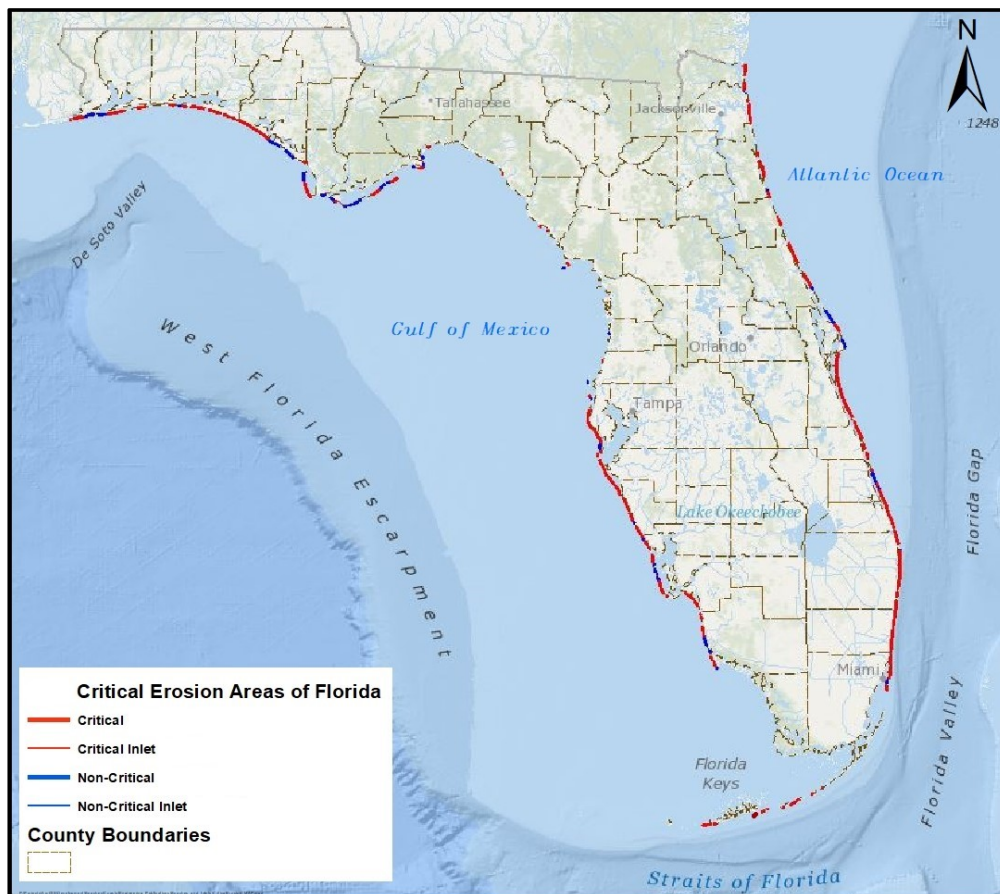 N
Tallahassee
Jacksonville
1248
Atlantic Ocean
De Soto Valley
Gulf of Mexico
West Florida Escarpment
Orlando
Tampa
Lake Okeechobee
Florida Gap
Miami
Florida Valley
Florida
Keys
Straits of Florida
Critical Erosion Areas of Florida
Critical
Critical Inlet
Non-Critical
Non-Critical Inlet
County Boundaries